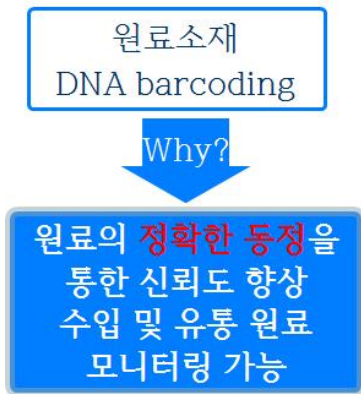 원료소재
DNA barcoding
Why?
원료의 정확한 동정을
통한 신뢰도 향상
수입 및 유통 원료
모니터링 가능